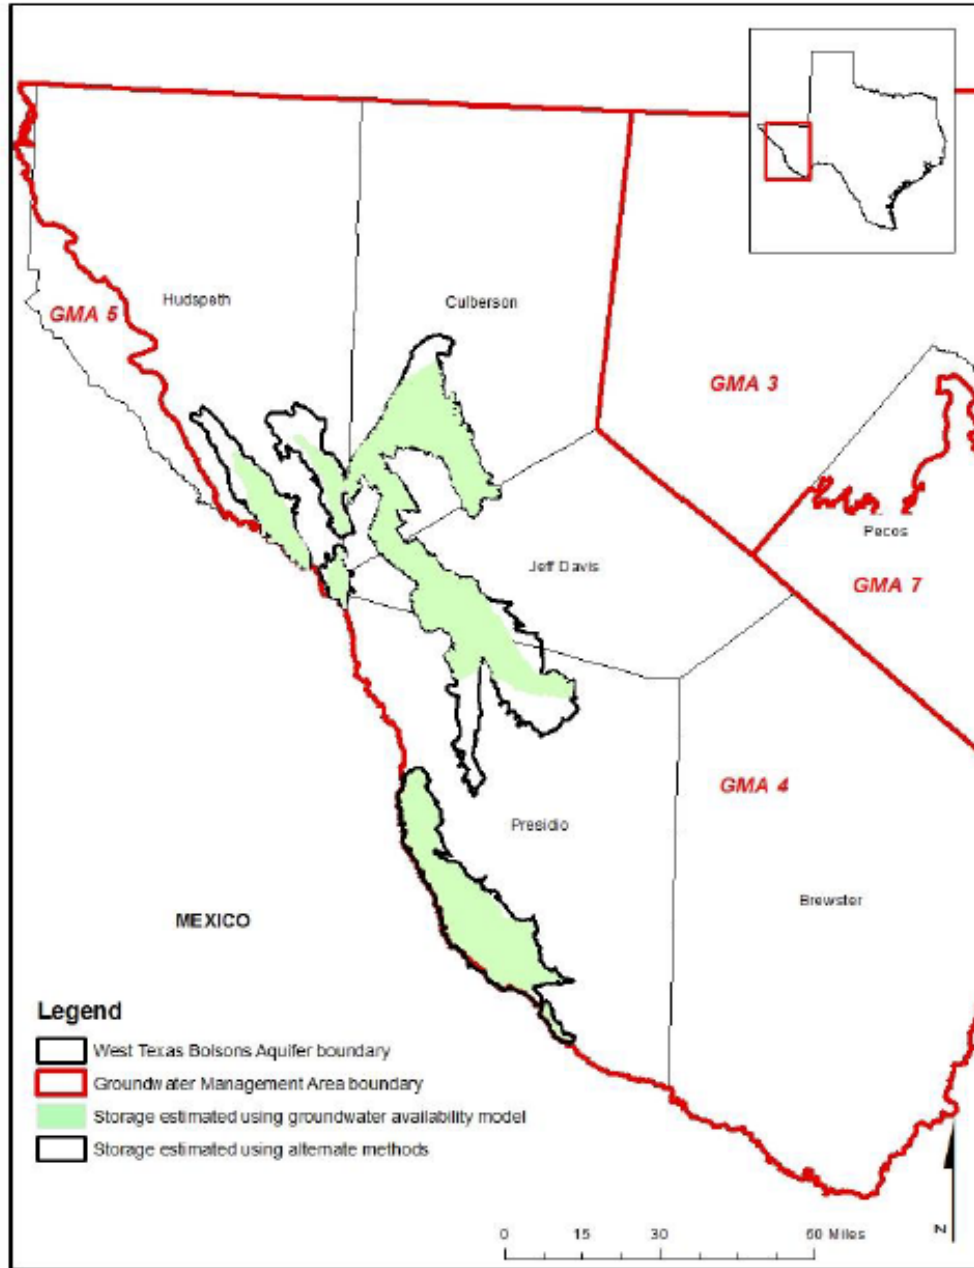 Hudspeth
Culberson
GMA 5
GMA 3
Pecos
Jeff Davis
GMA 7
GMA 4
Presidio
Brewster
MEXICO
Legend
West Texas Bolsons Aquifer boundary
Groundwater Management Area boundary
Storage estimated using groundwater availability model
Storage estimated using alternate methods
0 15 30 60 Miles
N